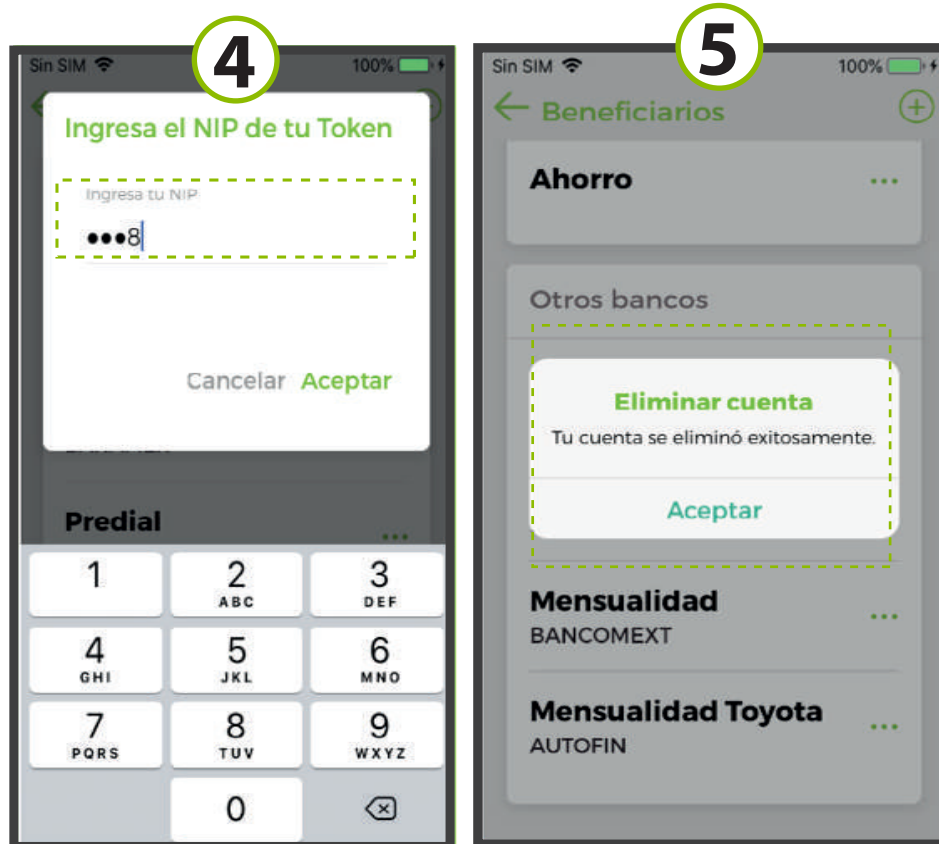 4
Sin SIM 100%
Ingresa el NIP de tu Token
Ingresa tu NIP
•••8
Cancelar Aceptar
Predial
1 2 3
ABC DEF
4 5 6
GHI JKL MNO
7 8 9
PQRS TUV WXYZ
0
5
Sin SIM 100%
Beneficiarios
Ahorro
Otros bancos
Eliminar cuenta
Tu cuenta se eliminó exitosamente.
Aceptar
Mensualidad
BANCOMEXT
Mensualidad Toyota
AUTOFIN